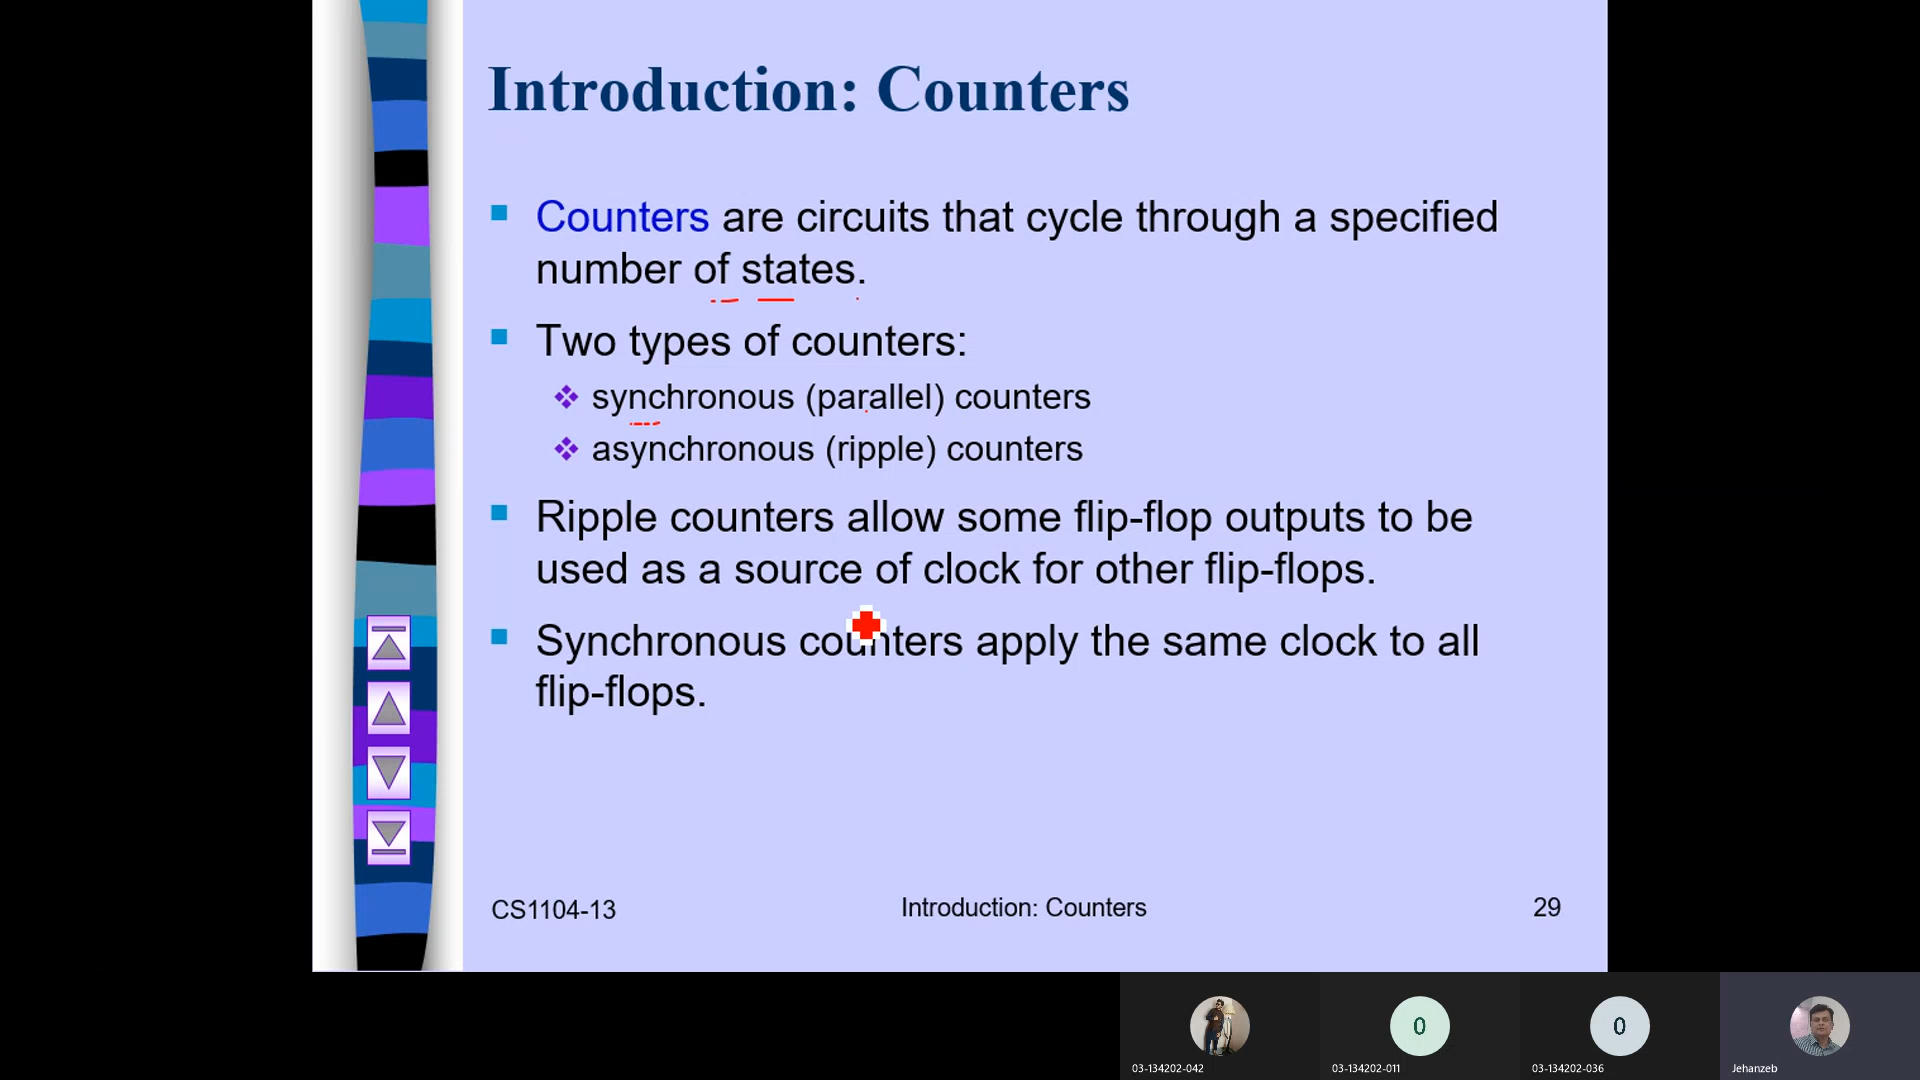 Introduction: Counters
Counters are circuits that cycle through a specified
number of states.
Two types of counters:
synchronous (parallel) counters
asynchronous (ripple) counters
Ripple counters allow some flip-flop outputs to be
used as a source of clock for other flip-flops.
Synchronous counters apply the same clock to all
flip-flops.
CS1104-13
Introduction: Counters
29
0
0
03-134202-042
03-134202-011
03-134202-036
Jehanzeb